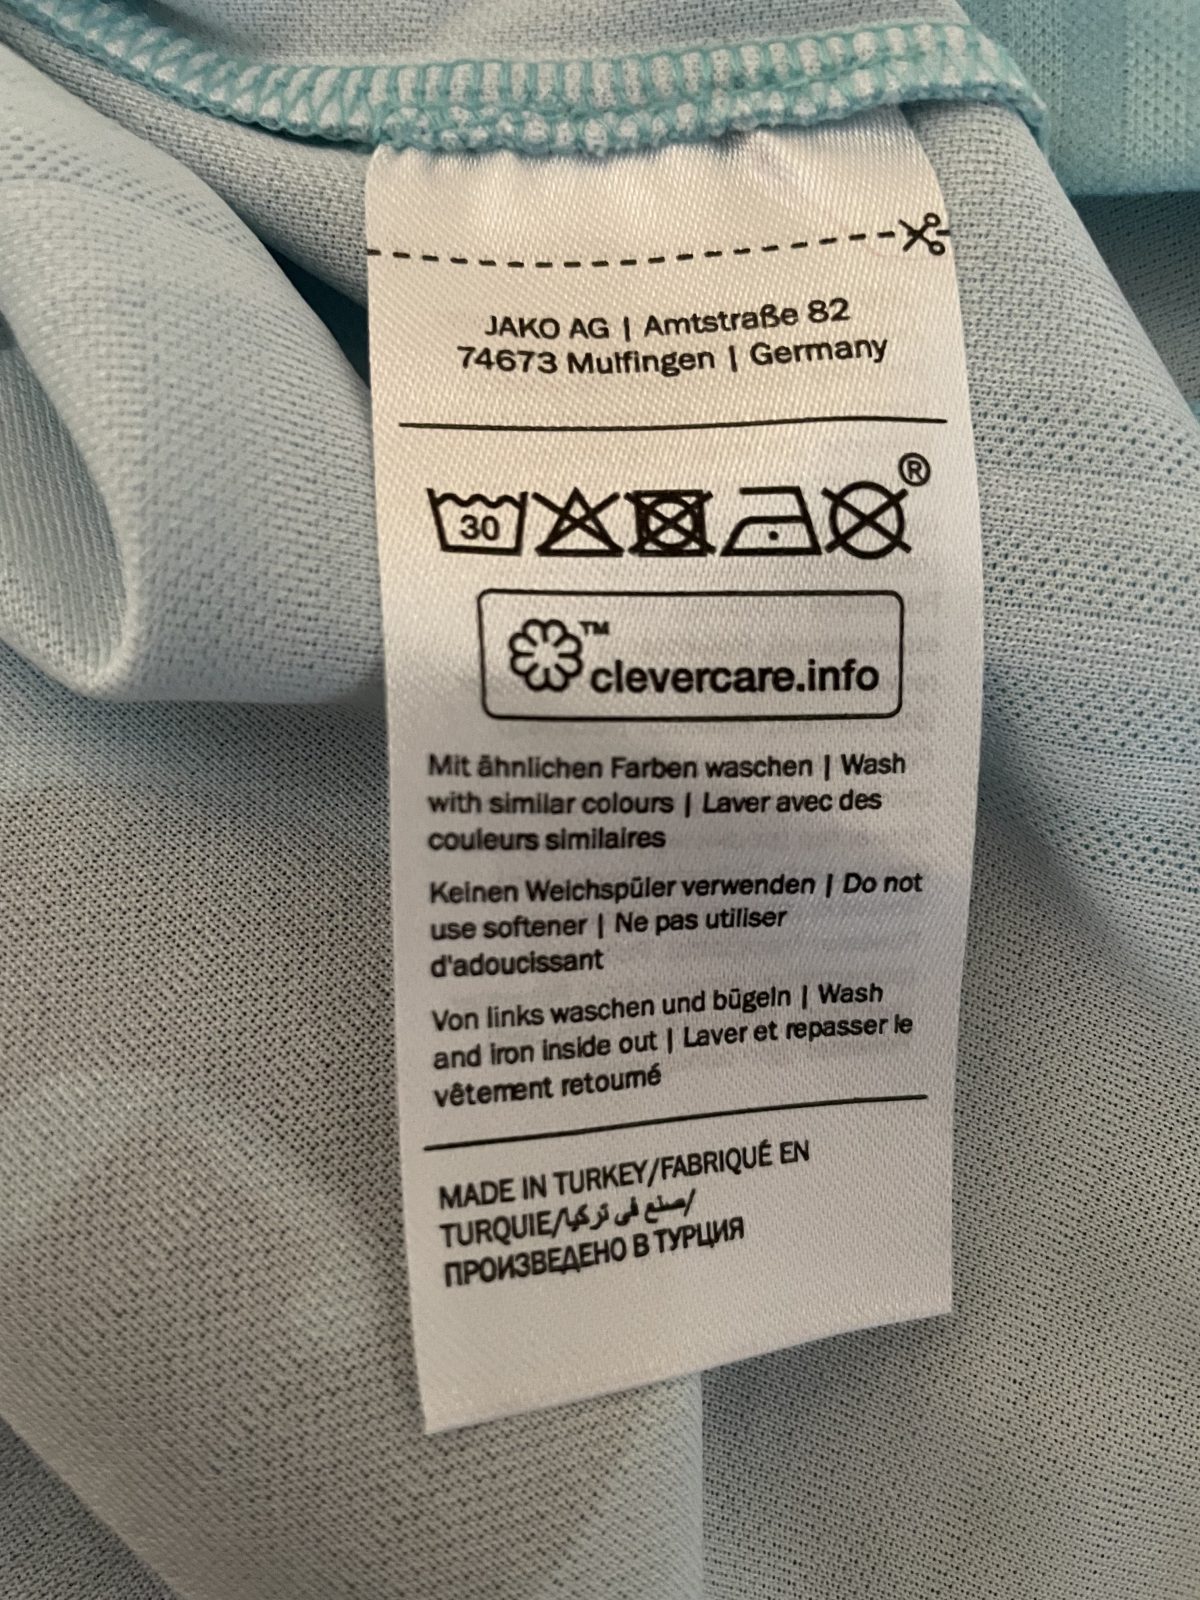 JAKO AG | Amtstraße 82
74673 Mulfingen | Germany
®
30
™
clevercare.info
Mit ähnlichen Farben waschen | Wash
with similar colours | Laver avec des
couleurs similaires
Keinen Weichspüler verwenden | Do not
use softener | Ne pas utiliser
d'adoucissant
Von links waschen und bügeln | Wash
and iron inside out | Laver et repasser le
vêtement retourné
MADE IN TURKEY/FABRIQUÉ EN
TURQUIE/صنع في تركيا/
ПРОИЗВЕДЕНО В ТУРЦИЯ